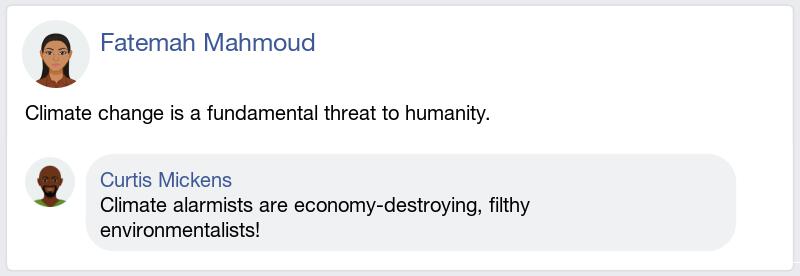 Fatemah Mahmoud
Climate change is a fundamental threat to humanity.
Curtis Mickens
Climate alarmists are economy-destroying, filthy
environmentalists!